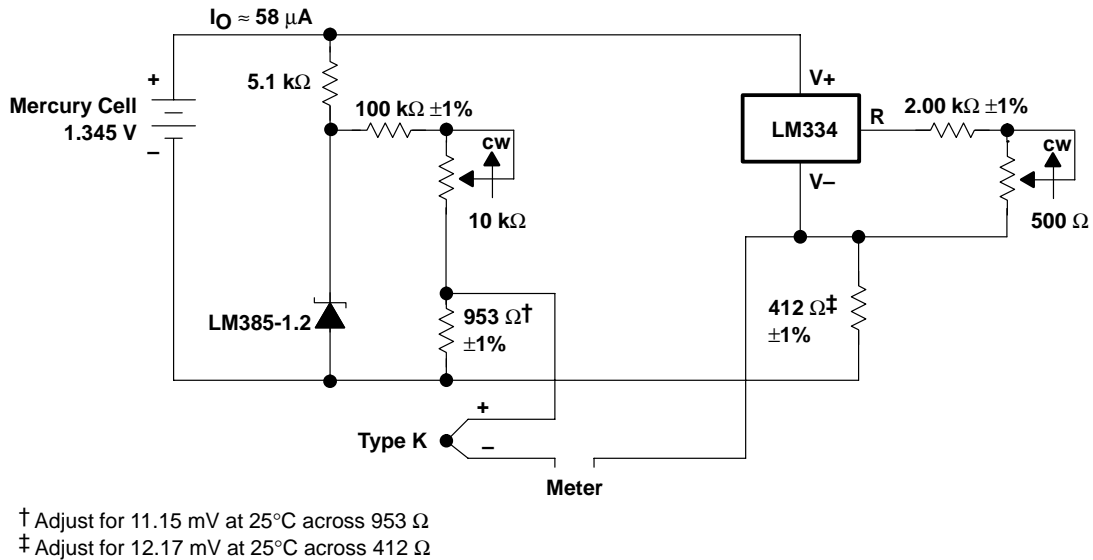 IO ≈ 58 µA
5.1 kΩ
+
Mercury Cell
1.345 V
–
100 kΩ ±1%
cw
10 kΩ
V+
LM334
R
V–
2.00 kΩ ±1%
cw
500 Ω
LM385-1.2
953 Ω†
±1%
412 Ω‡
±1%
+
Type K
–
Meter
† Adjust for 11.15 mV at 25°C across 953 Ω
‡ Adjust for 12.17 mV at 25°C across 412 Ω